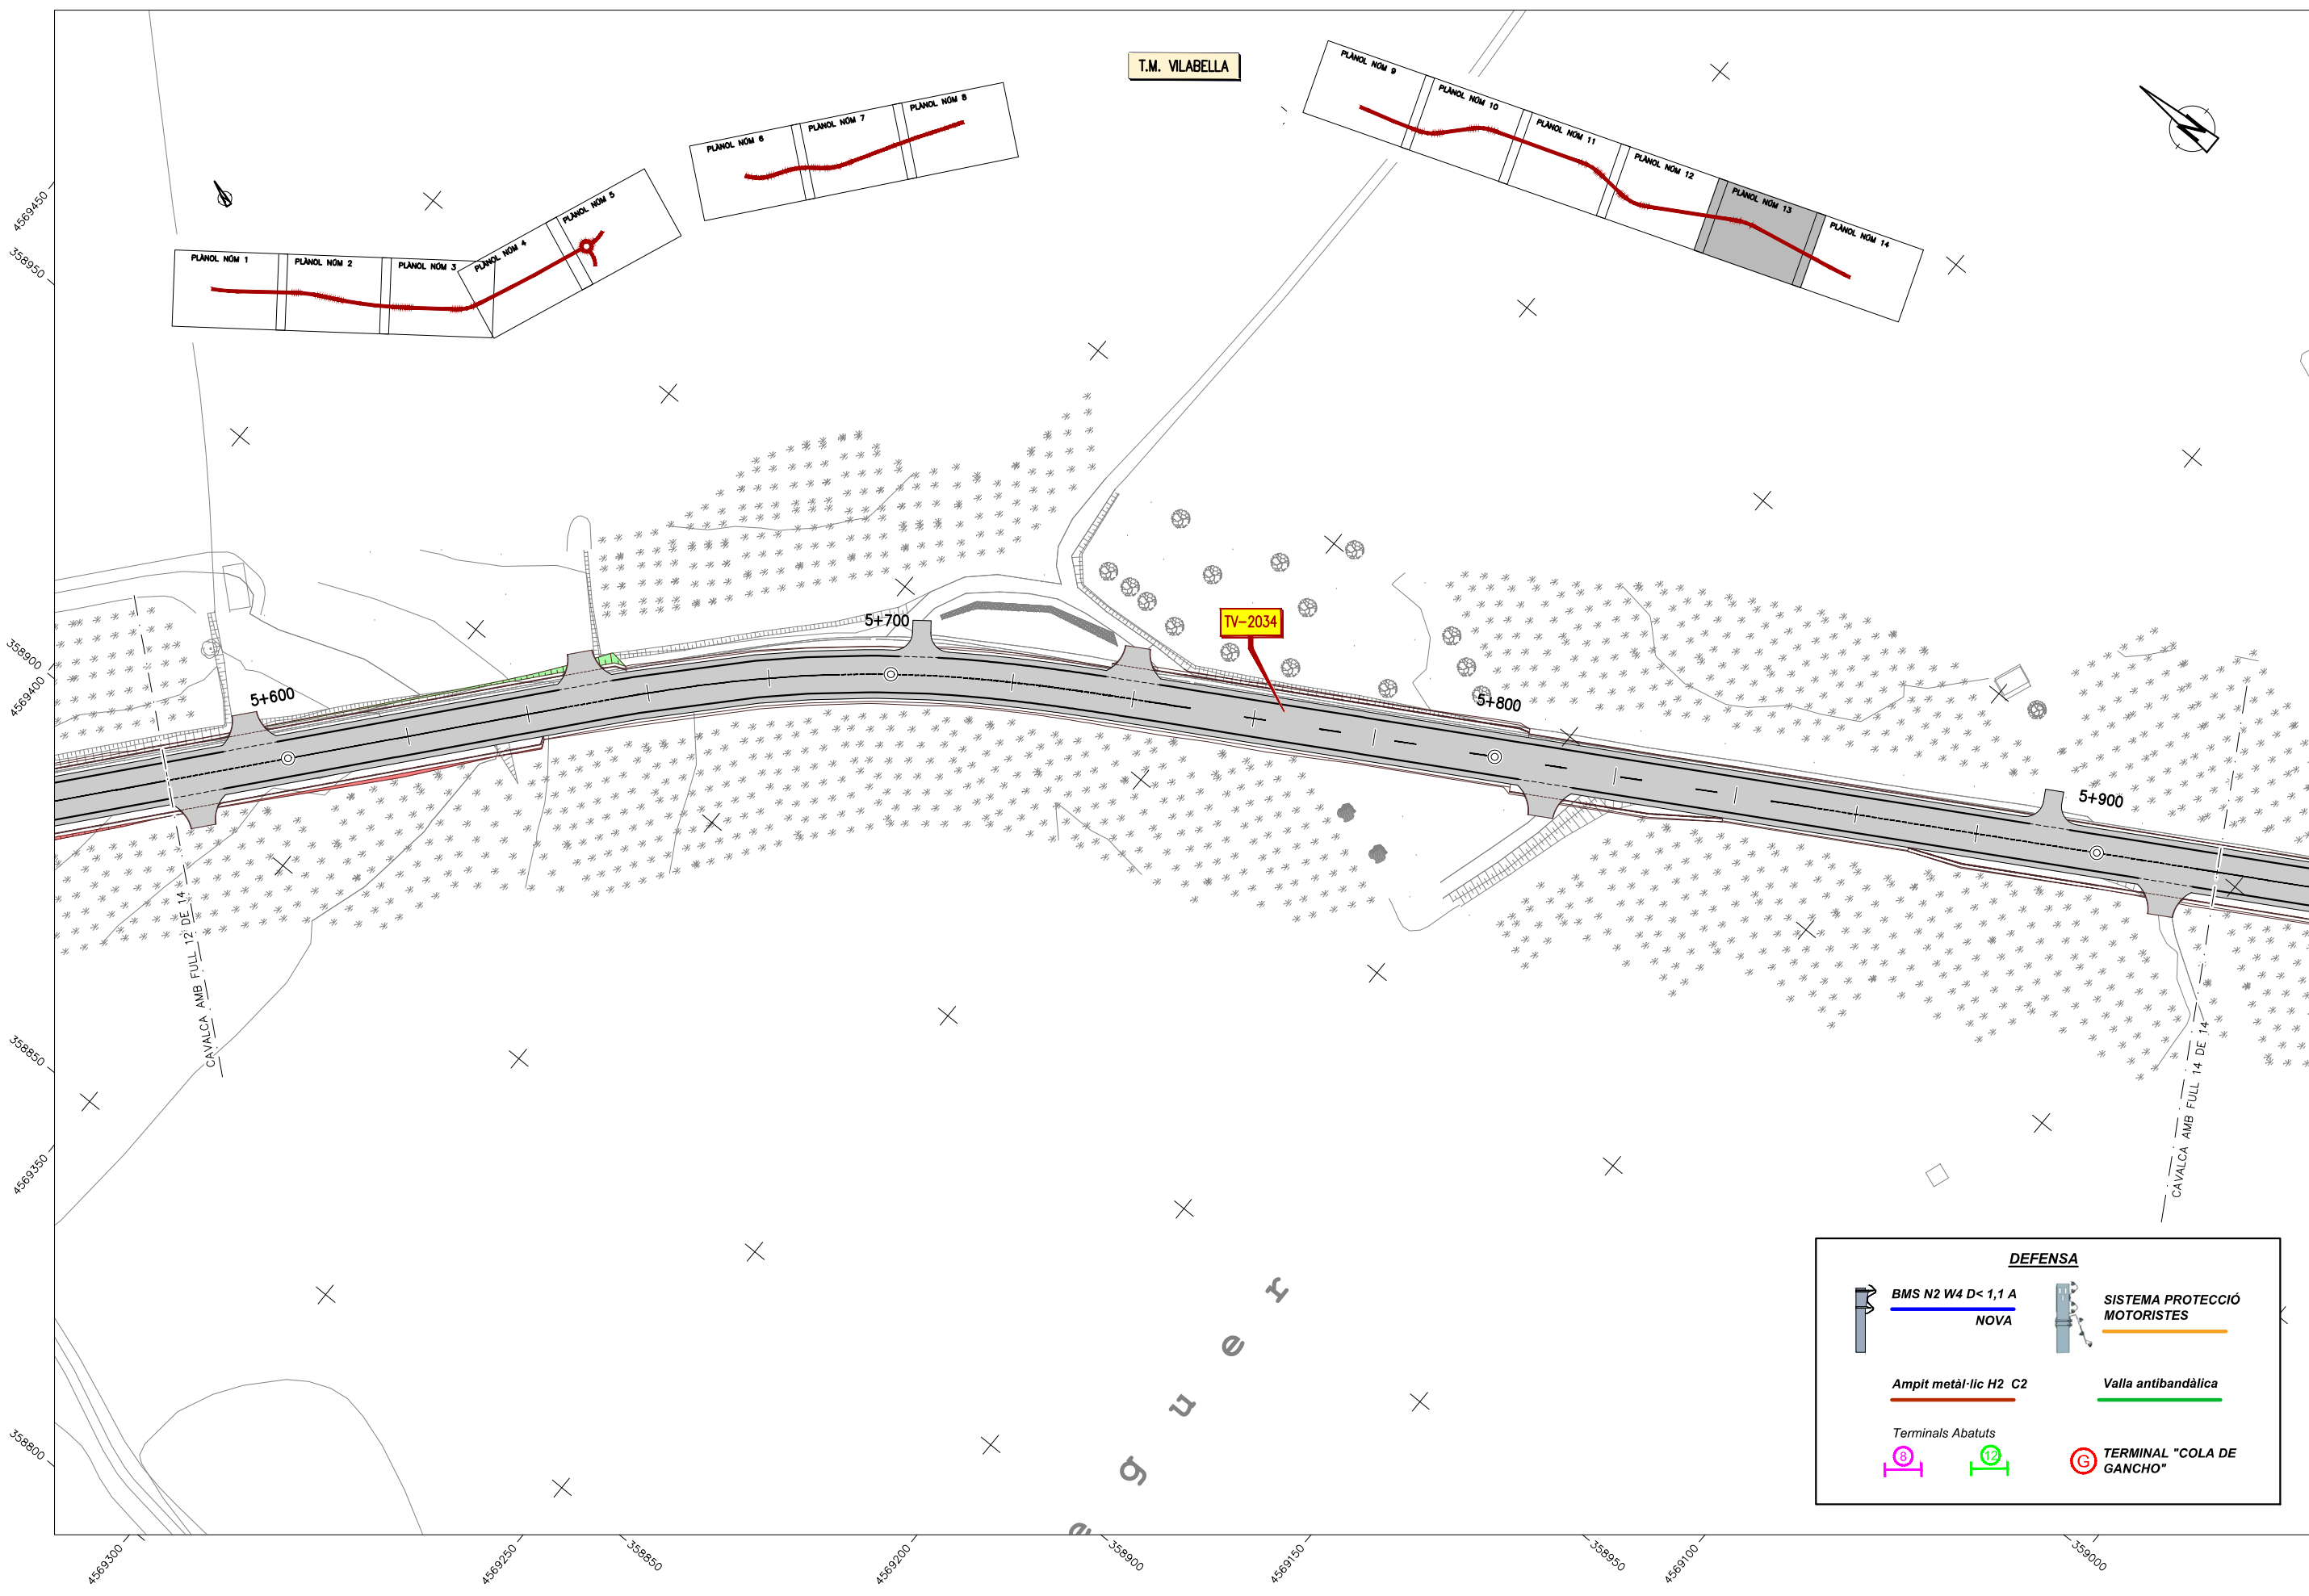 T.M. VILABELLA
PLÀNOL NÚM 1
PLÀNOL NÚM 2
PLÀNOL NÚM 3
PLÀNOL NÚM 4
PLÀNOL NÚM 5
PLÀNOL NÚM 6
PLÀNOL NÚM 7
PLÀNOL NÚM 8
PLÀNOL NÚM 9
PLÀNOL NÚM 10
PLÀNOL NÚM 11
PLÀNOL NÚM 12
PLÀNOL NÚM 13
PLÀNOL NÚM 14
N
4569450
358950
358900
4569400
358850
4569350
358800
5+600
5+700
TV-2034
5+800
5+900
CAVALCA AMB FULL 12 DE 14
CAVALCA AMB FULL 14 DE 14
e g u e r
DEFENSA
BMS N2 W4 D< 1,1 A
NOVA
SISTEMA PROTECCIÓ
MOTORISTES
Ampit metàl·lic H2 C2
Valla antibandàlica
Terminals Abatuts
8
12
G
TERMINAL "COLA DE
GANCHO"
4569300
4569250
358850
4569200
358900
4569150
358950
4569100
359000